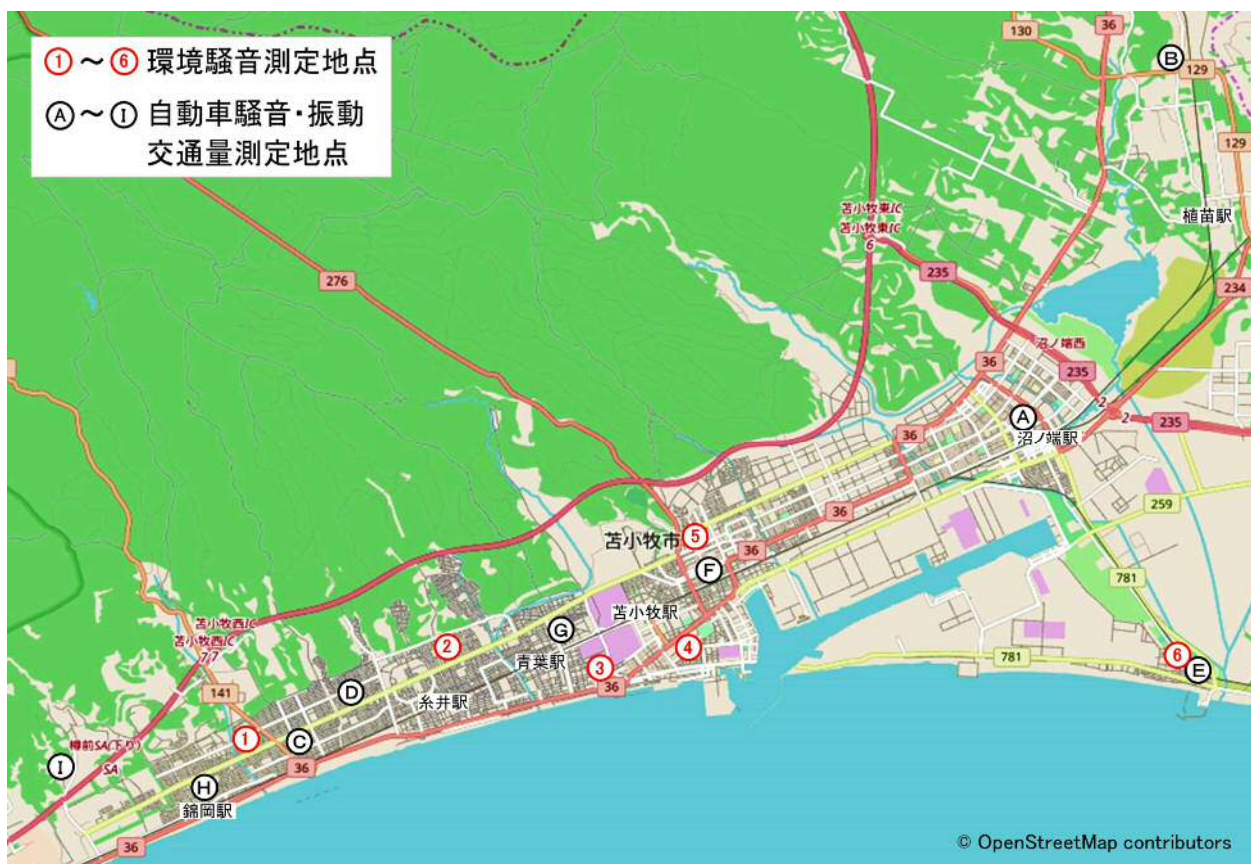 ①～⑥ 環境騒音測定地点
Ⓐ～Ⓘ 自動車騒音・振動
交通量測定地点
130
36
Ⓑ
129
129
植苗駅
苫小牧東IC
苫小牧東IC
6
276
235
234
沼ノ端西
36
235
Ⓐ
2
2
235
36
沼ノ端駅
36
259
⑤
苫小牧市
36
Ⓕ
781
苫小牧駅
Ⓖ
②
青葉駅
④
③
36
781
⑥
Ⓔ
苫小牧西IC
苫小牧西IC
7
7
141
Ⓓ
糸井駅
①
Ⓒ
樽前SA(下り)
SA
Ⓘ
36
Ⓗ
錦岡駅
36
© OpenStreetMap contributors